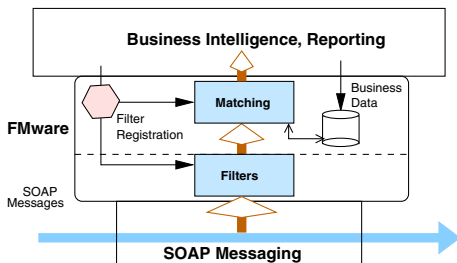 Business Intelligence, Reporting
Business
Data
Matching
Filter
Registration
FMware
Filters
SOAP
Messages
SOAP Messaging